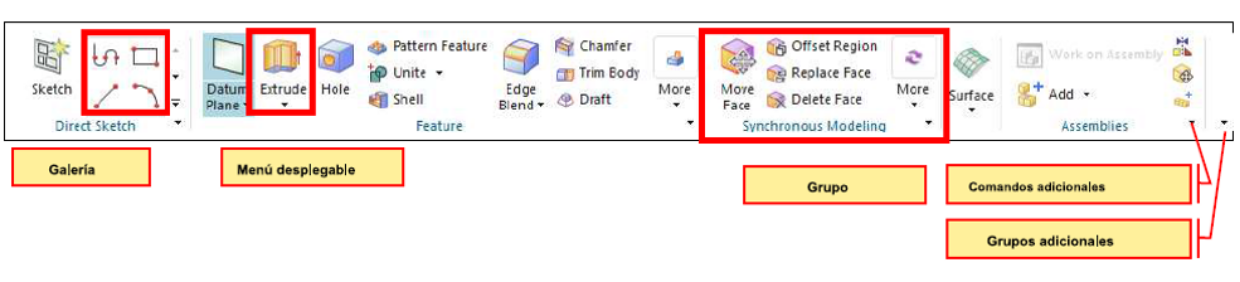 Sketch
Direct Sketch
Datum
Plane
Extrude
Hole
Pattern Feature
Unite
Shell
Edge
Blend
Chamfer
Trim Body
Draft
More
Feature
Move
Face
Offset Region
Replace Face
Delete Face
More
Synchronous Modeling
Surface
Work on Assembly
Add
Assemblies
Galería
Menú desplegable
Grupo
Comandos adicionales
Grupos adicionales